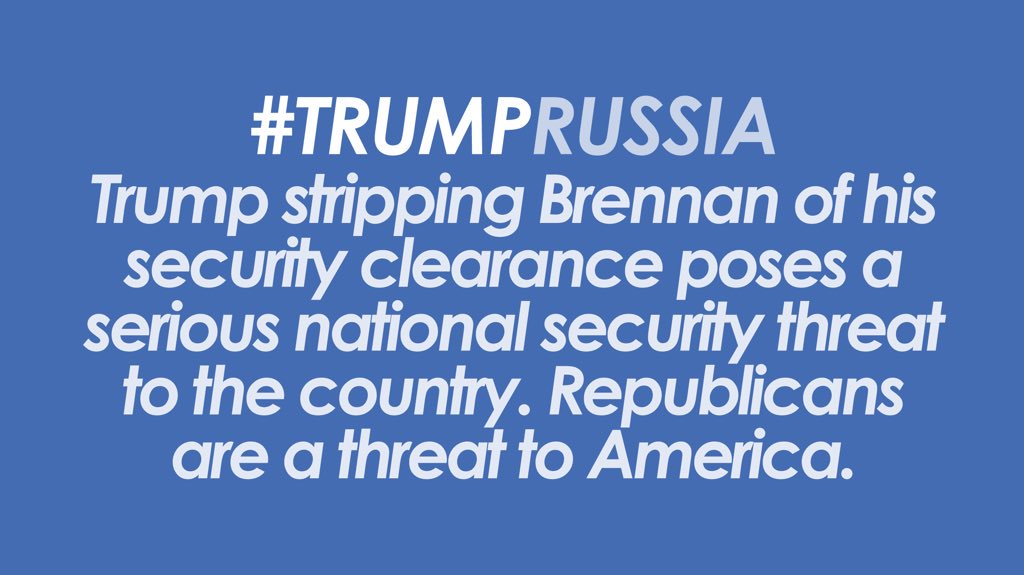 #TRUMPRUSSIA
Trump stripping Brennan of his
security clearance poses a
serious national security threat
to the country. Republicans
are a threat to America.